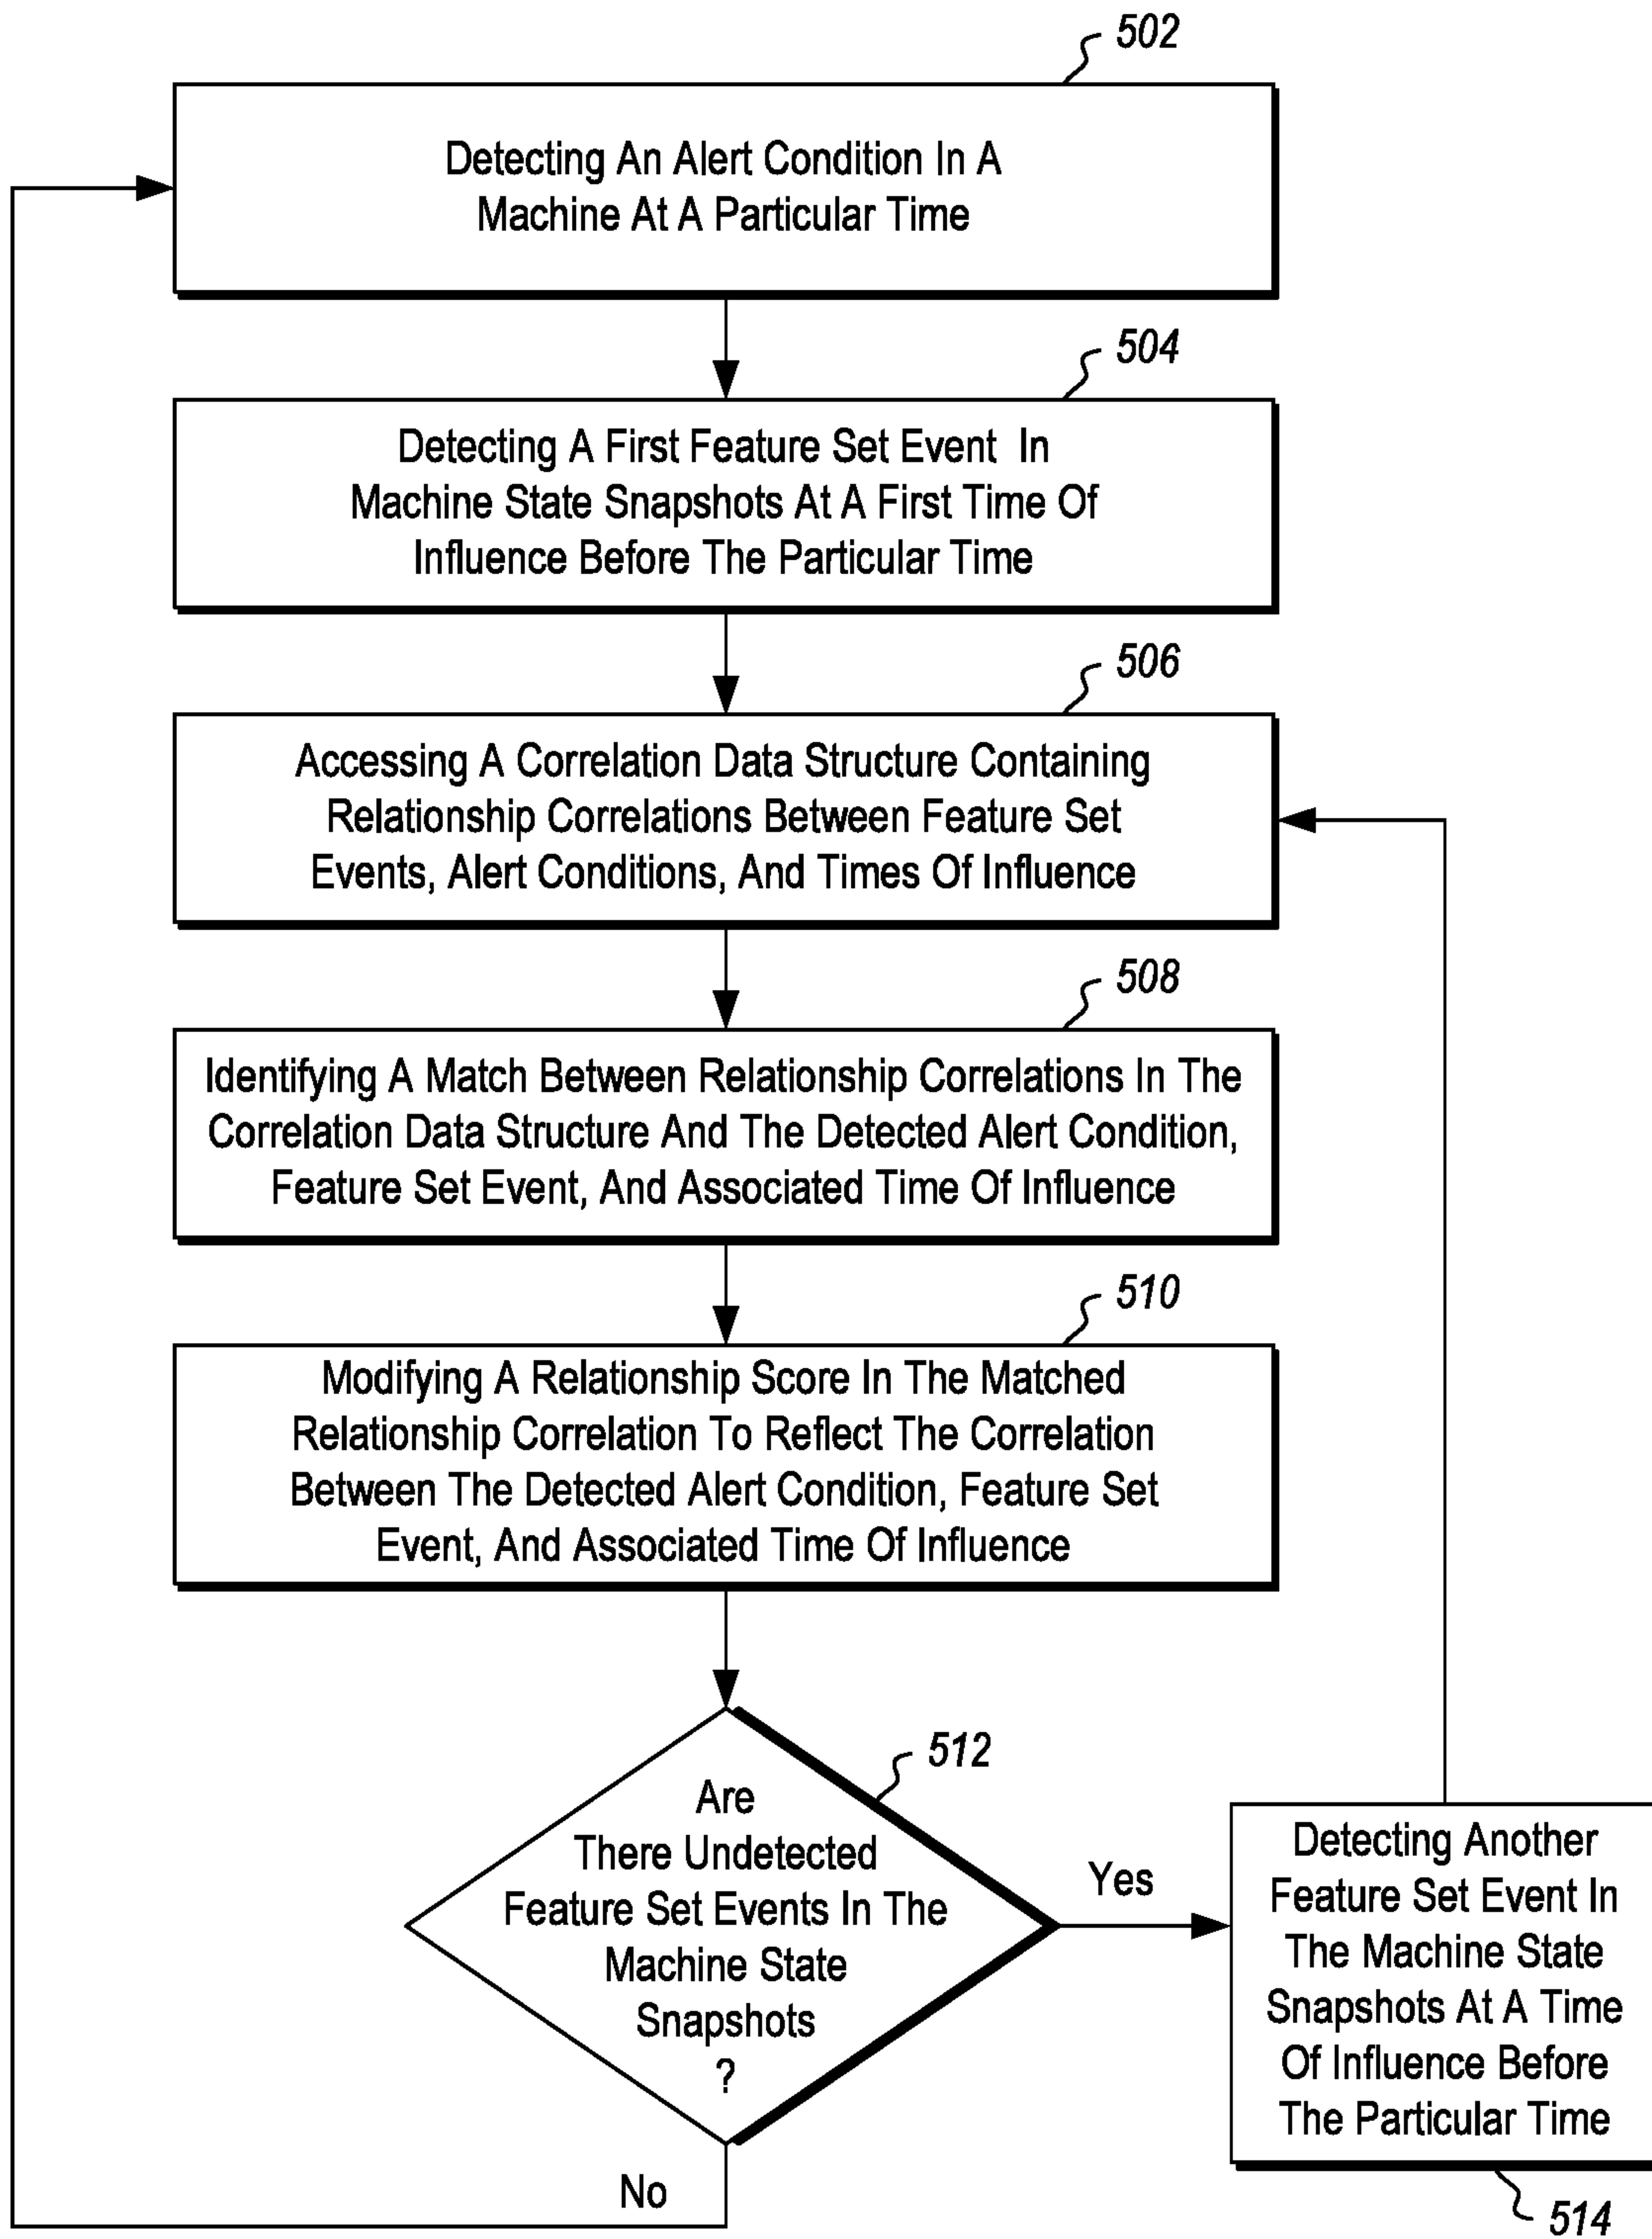 502
Detecting An Alert Condition In A
Machine At A Particular Time
504
Detecting A First Feature Set Event In
Machine State Snapshots At A First Time Of
Influence Before The Particular Time
506
Accessing A Correlation Data Structure Containing
Relationship Correlations Between Feature Set
Events, Alert Conditions, And Times Of Influence
508
Identifying A Match Between Relationship Correlations In The
Correlation Data Structure And The Detected Alert Condition,
Feature Set Event, And Associated Time Of Influence
510
Modifying A Relationship Score In The Matched
Relationship Correlation To Reflect The Correlation
Between The Detected Alert Condition, Feature Set
Event, And Associated Time Of Influence
512
Are
There Undetected
Feature Set Events In The
Machine State
Snapshots
?
Yes
No
Detecting Another
Feature Set Event In
The Machine State
Snapshots At A Time
Of Influence Before
The Particular Time
514